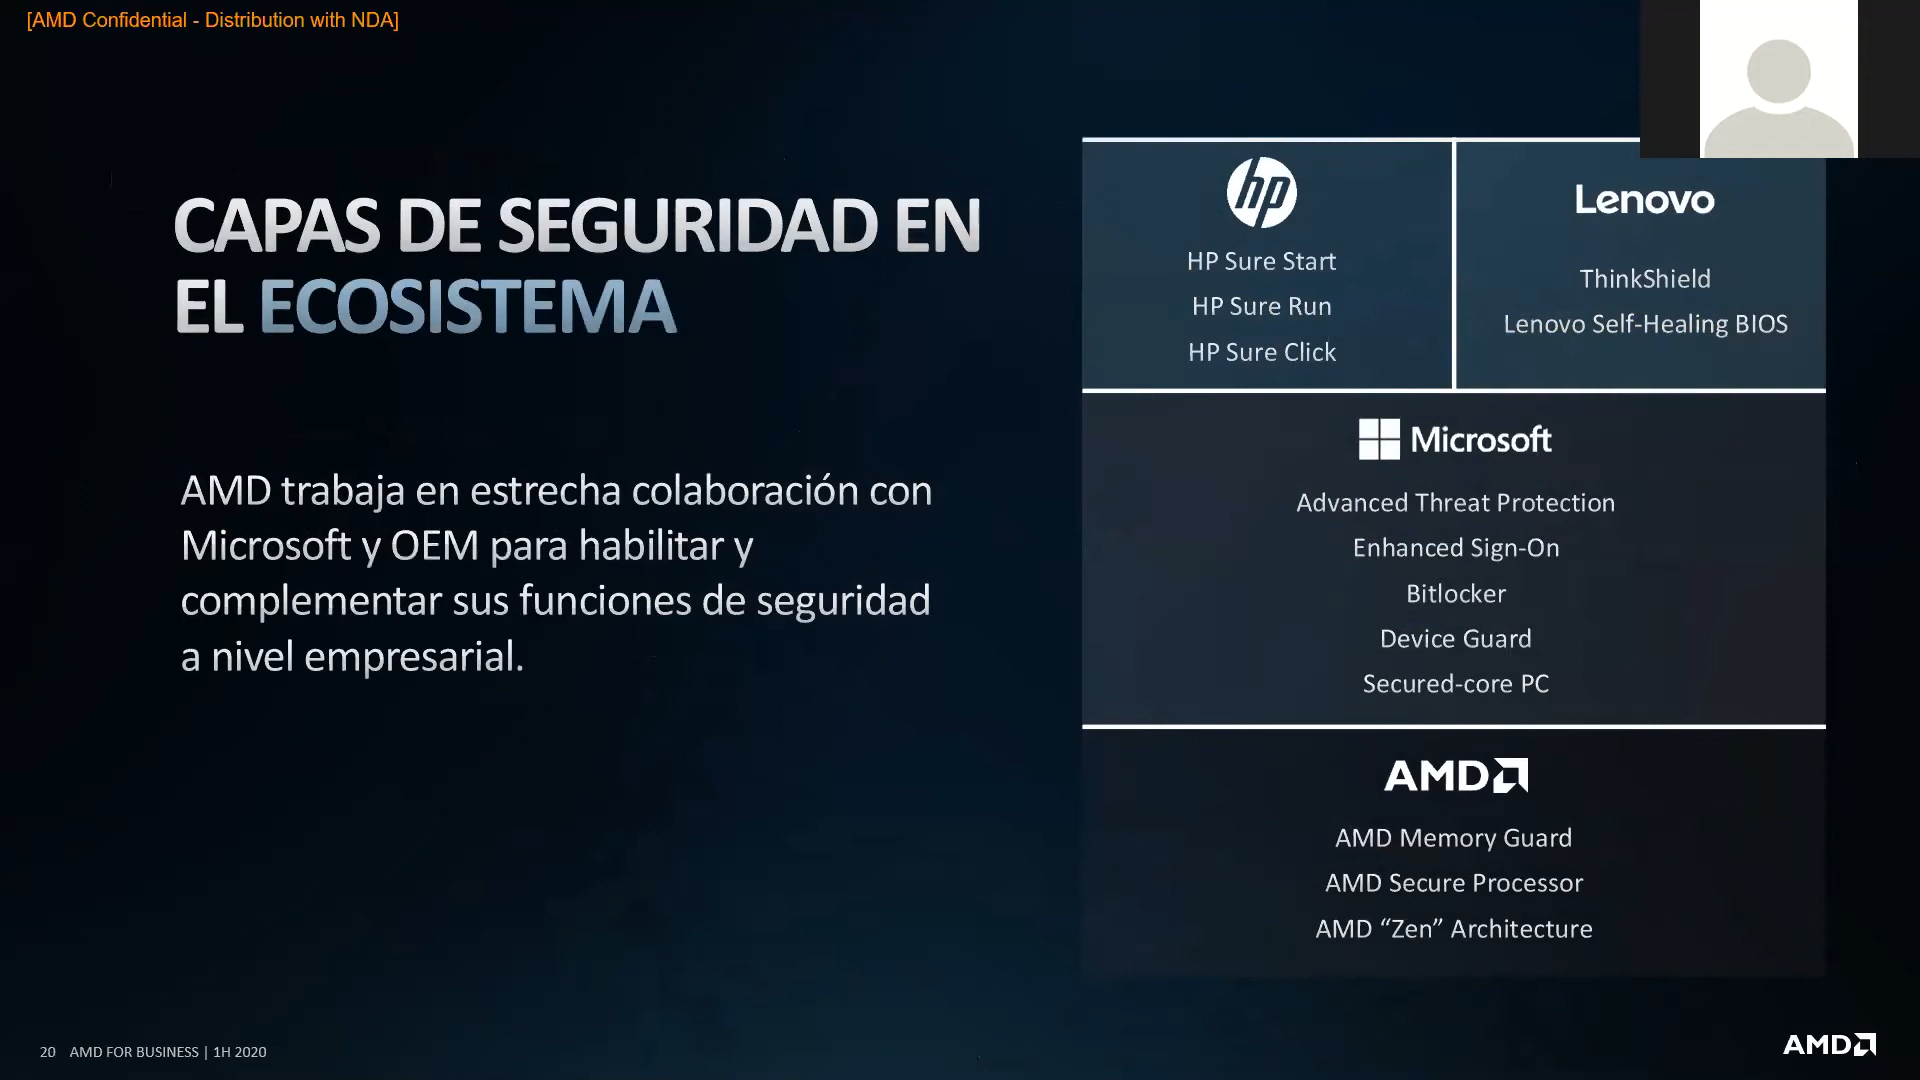 [AMD Confidential - Distribution with NDA]
CAPAS DE SEGURIDAD EN
EL ECOSISTEMA
AMD trabaja en estrecha colaboración con
Microsoft y OEM para habilitar y
complementar sus funciones de seguridad
a nivel empresarial.
hp
HP Sure Start
HP Sure Run
HP Sure Click
Lenovo
ThinkShield
Lenovo Self-Healing BIOS
Microsoft
Advanced Threat Protection
Enhanced Sign-On
Bitlocker
Device Guard
Secured-core PC
AMD
AMD Memory Guard
AMD Secure Processor
AMD “Zen” Architecture
20 AMD FOR BUSINESS | 1H 2020
AMD